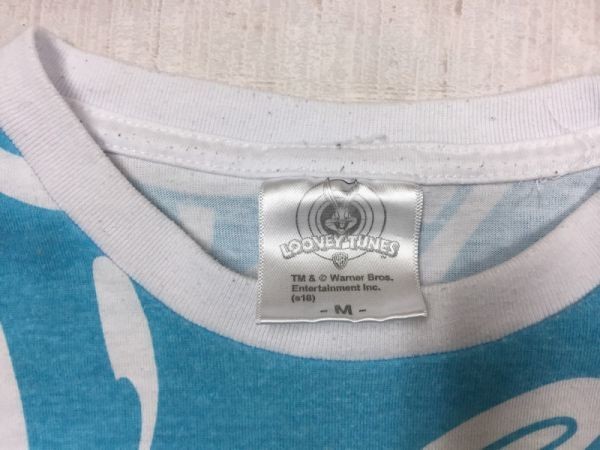 LOONEY TUNES
TM & © Warner Bros.
Entertainment Inc.
(s18)
- M -